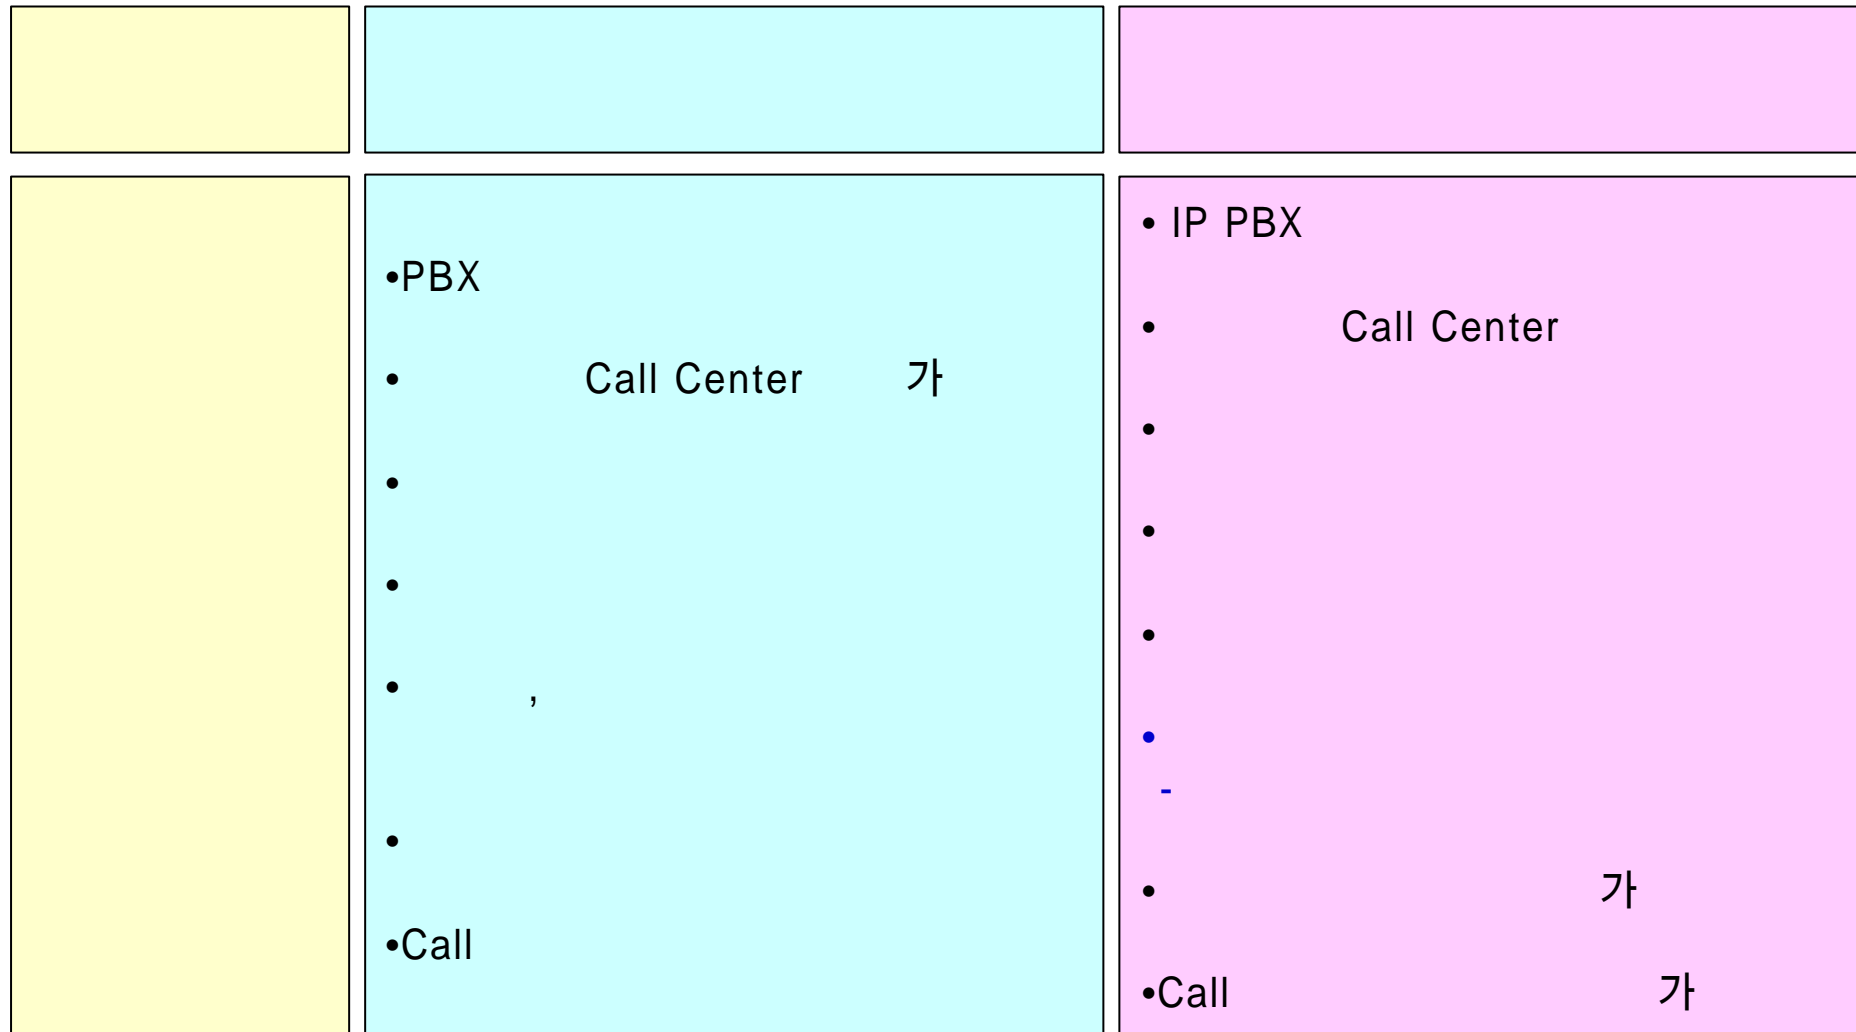 •PBX
• Call Center 가
•
•
• ,
•
•Call
• IP PBX
• Call Center
•
•
•
•
-
• 가
•Call 가